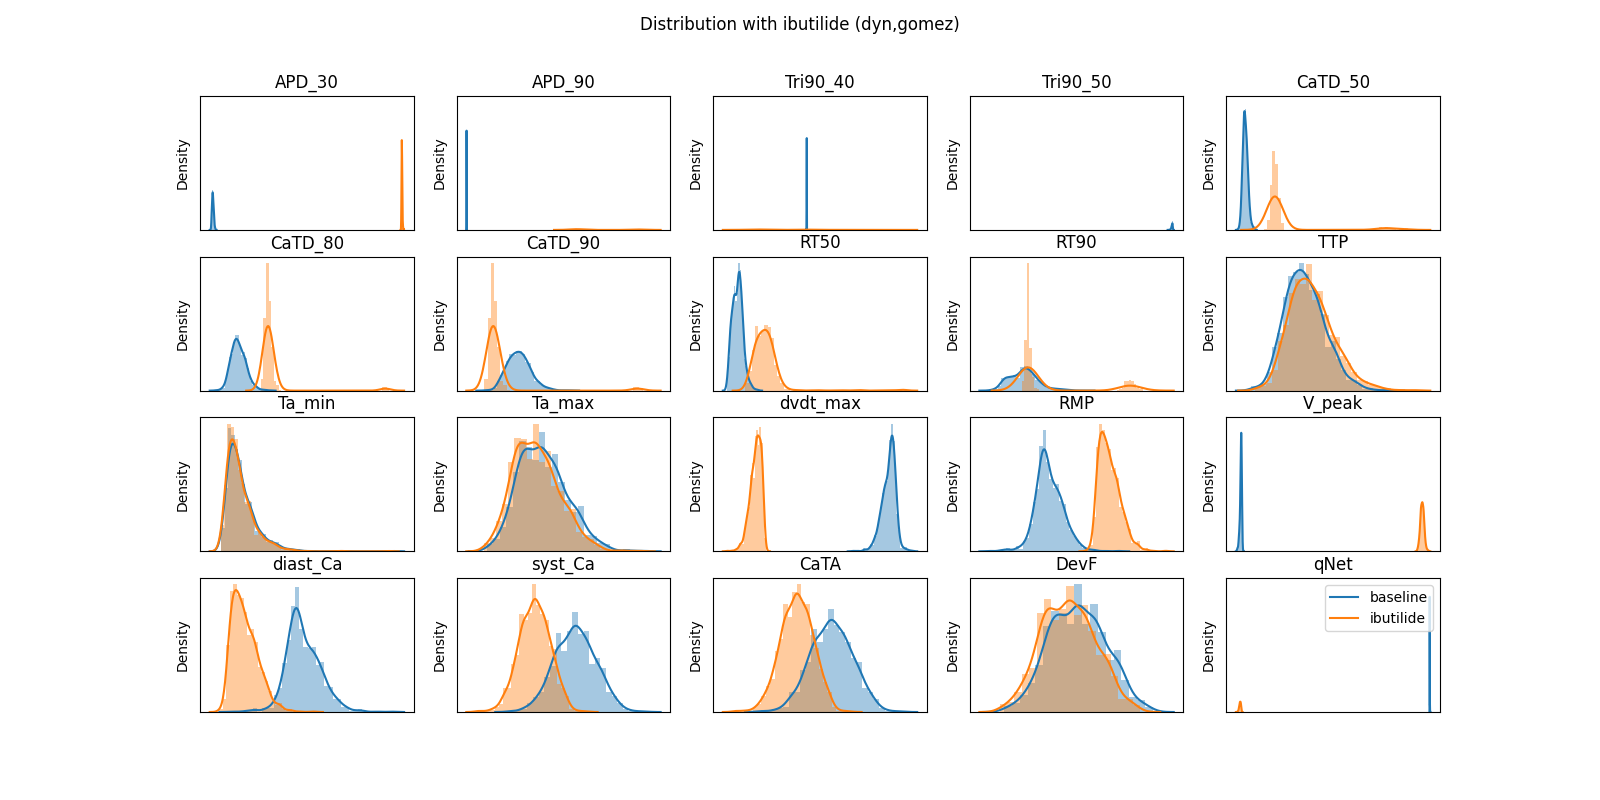 Distribution with ibutilide (dyn,gomez)
APD_30
APD_90
Tri90_40
Tri90_50
CaTD_50
Density
Density
Density
Density
Density
CaTD_80
CaTD_90
RT50
RT90
TTP
Density
Density
Density
Density
Density
Ta_min
Ta_max
dvdt_max
RMP
V_peak
Density
Density
Density
Density
Density
diast_Ca
syst_Ca
CaTA
DevF
qNet
Density
Density
Density
Density
Density
baseline
ibutilide